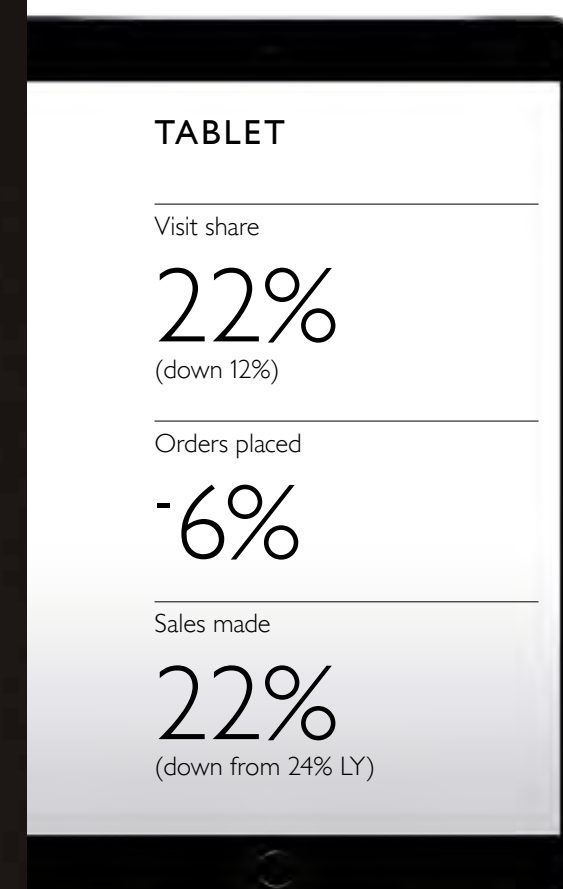 TABLET
Visit share
22%
(down 12%)
Orders placed
-6%
Sales made
22%
(down from 24% LY)